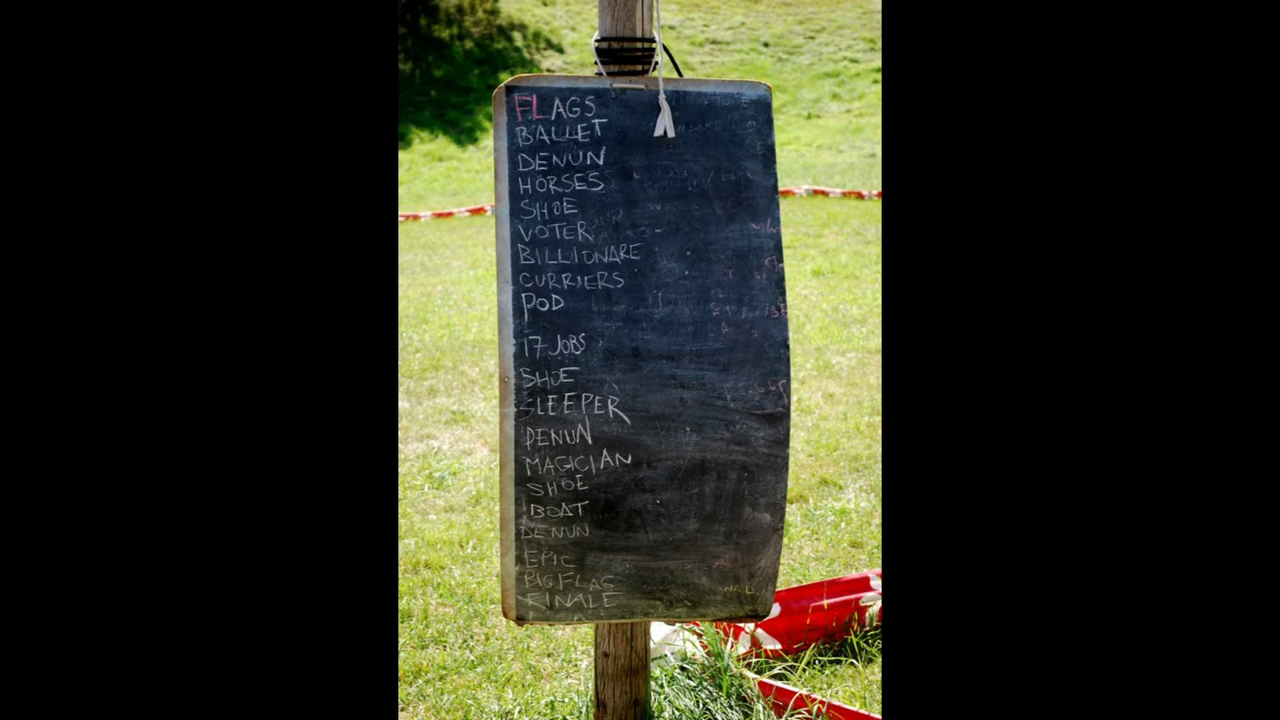 FLAGS
BALLET
DENUN
HORSES
SHOE
VOTER
BILLIONARE
CURRIERS
POD
17 JOBS
SHOE
SLEEPER
DENUN
MAGICIAN
SHOE
BOAT
DENUN
EPIC
BIG FLAG
FINALE